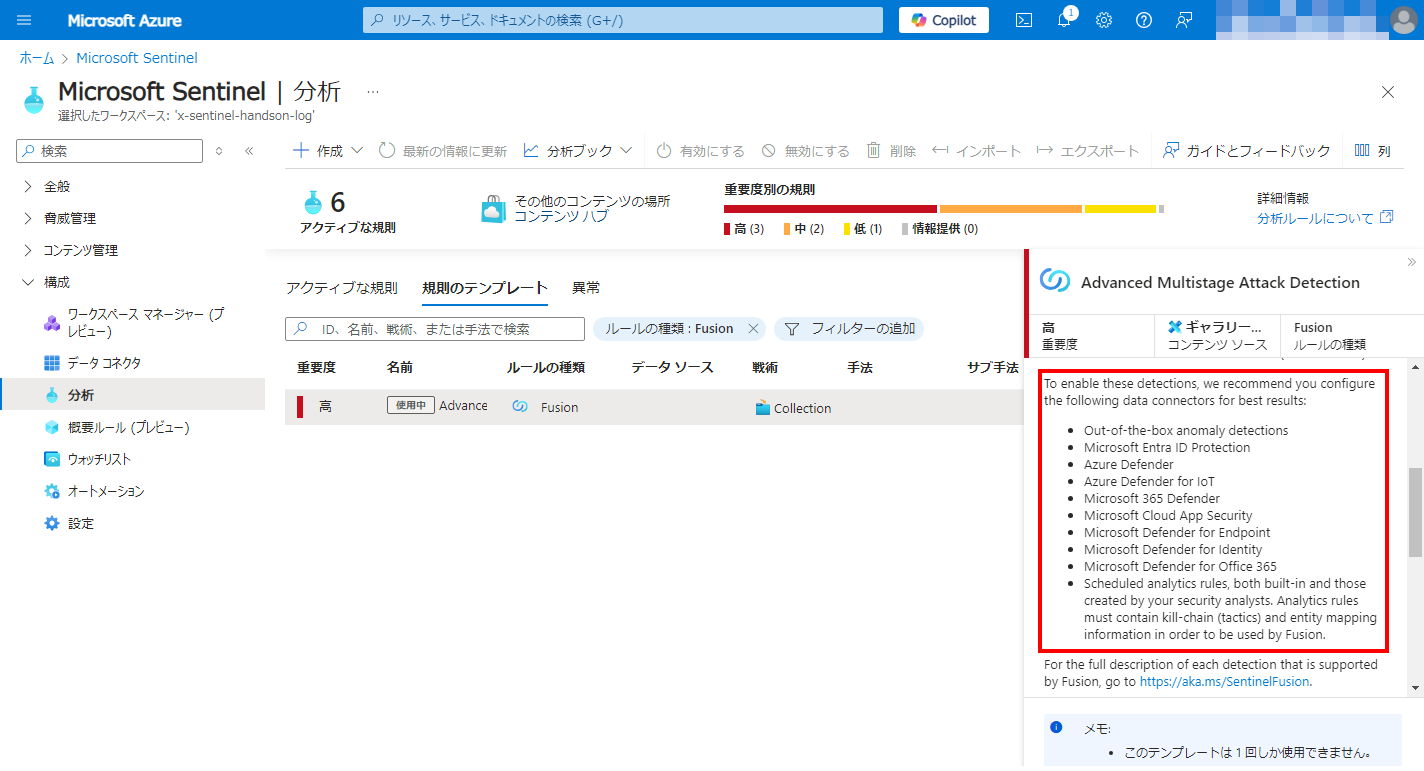 Microsoft Azure
リソース、サービス、ドキュメントの検索 (G+/)
Copilot
1
ホーム > Microsoft Sentinel
Microsoft Sentinel | 分析 …
選択したワークスペース: 'x-sentinel-handson-log'
検索
全般
脅威管理
コンテンツ管理
構成
ワークスペース マネージャー (プ
レビュー)
データ コネクタ
分析
概要ルール (プレビュー)
ウォッチリスト
オートメーション
設定
作成
最新の情報に更新
分析ブック
有効にする
無効にする
削除
インポート
エクスポート
ガイドとフィードバック
列
6
アクティブな規則
その他のコンテンツの場所
コンテンツ ハブ
重要度別の規則
高 (3) 中 (2) 低 (1) 情報提供 (0)
詳細情報
分析ルールについて
アクティブな規則 規則のテンプレート 異常
ID、名前、戦術、または手法で検索
ルールの種類 : Fusion
フィルターの追加
重要度 名前 ルールの種類 データ ソース 戦術 手法 サブ手法
高 使用中 Advance Fusion Collection
Advanced Multistage Attack Detection
高
重要度
ギャラリー...
コンテンツ ソース
Fusion
ルールの種類
To enable these detections, we recommend you configure
the following data connectors for best results:
• Out-of-the-box anomaly detections
• Microsoft Entra ID Protection
• Azure Defender
• Azure Defender for IoT
• Microsoft 365 Defender
• Microsoft Cloud App Security
• Microsoft Defender for Endpoint
• Microsoft Defender for Identity
• Microsoft Defender for Office 365
• Scheduled analytics rules, both built-in and those
created by your security analysts. Analytics rules
must contain kill-chain (tactics) and entity mapping
information in order to be used by Fusion.
For the full description of each detection that is supported
by Fusion, go to https://aka.ms/SentinelFusion.
メモ:
• このテンプレートは 1 回しか使用できません。